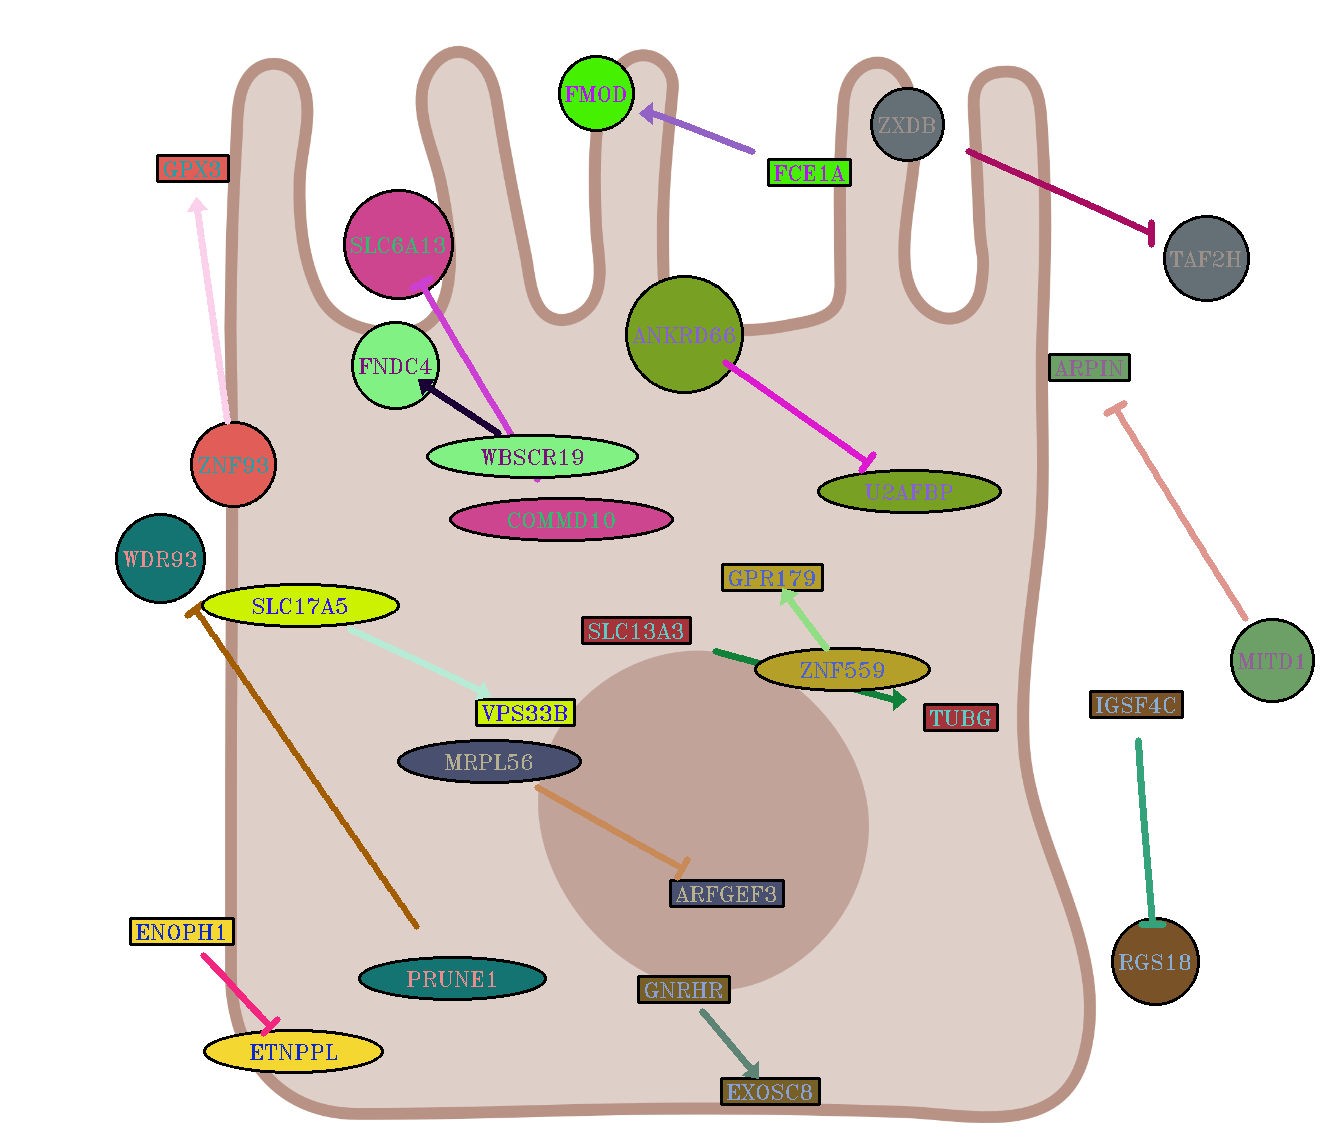 FMOD
ZXDB
GPX3
FCE1A
SLC6A13
TAF2H
ANKRD66
FNDC4
ARPIN
WBSCR19
ZNF93
U2AFBP
COMMD10
WDR93
GPR179
SLC17A5
SLC13A3
MITD1
ZNF559
IGSF4C
VPS33B
TUBG
MRPL56
ARFGEF3
ENOPH1
RGS18
PRUNE1
GNRHR
ETNPPL
EXOSC8